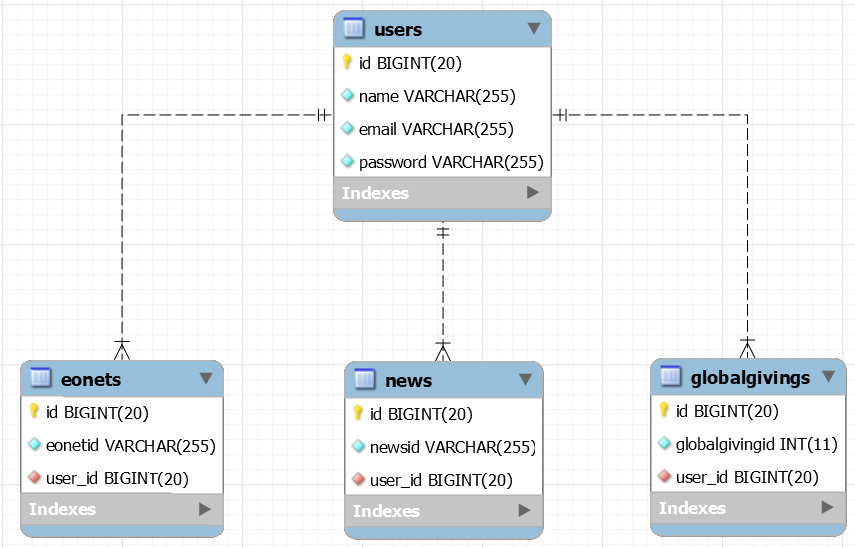 users
id BIGINT(20)
name VARCHAR(255)
email VARCHAR(255)
password VARCHAR(255)
Indexes
eonets
id BIGINT(20)
eonetid VARCHAR(255)
user_id BIGINT(20)
Indexes
news
id BIGINT(20)
newsid VARCHAR(255)
user_id BIGINT(20)
Indexes
globalgivings
id BIGINT(20)
globalgivingid INT(11)
user_id BIGINT(20)
Indexes